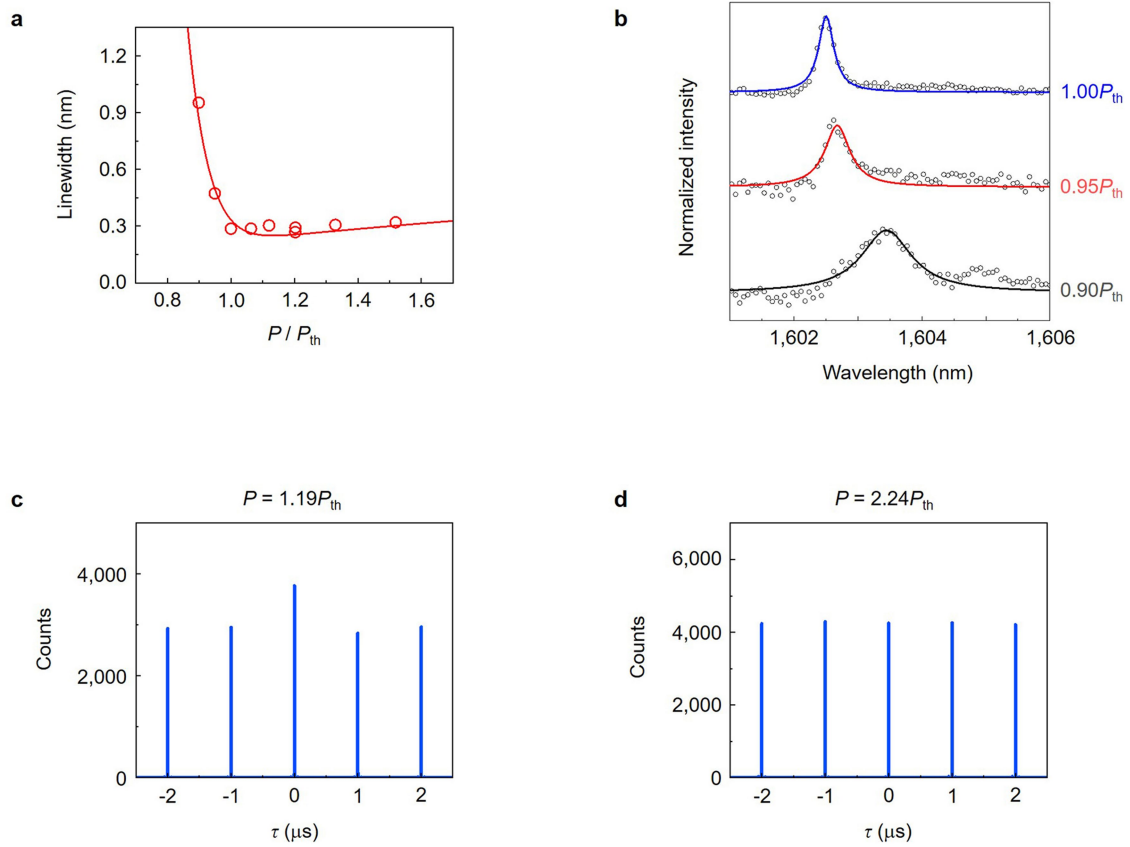 a
1.2
0.9
0.6
0.3
0.0
Linewidth (nm)
0.8 1.0 1.2 1.4 1.6
P / Pth
b
Normalized intensity
1.00Pth
0.95Pth
0.90Pth
1,602 1,604 1,606
Wavelength (nm)
c
P = 1.19Pth
4,000
2,000
0
Counts
-2 -1 0 1 2
τ (μs)
d
P = 2.24Pth
6,000
4,000
2,000
0
Counts
-2 -1 0 1 2
τ (μs)